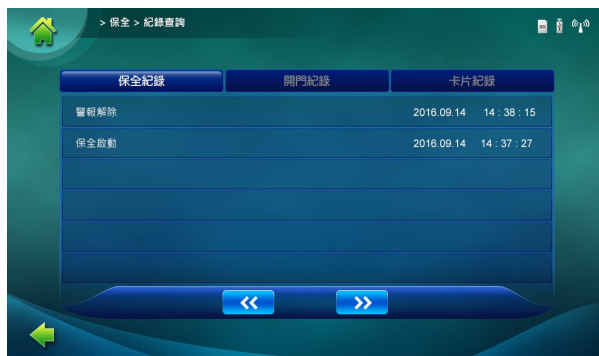 > 保全 > 紀錄查詢
保全紀錄 開門紀錄 卡片紀錄
警報解除 2016.09.14 14 : 38 : 15
保全啟動 2016.09.14 14 : 37 : 27